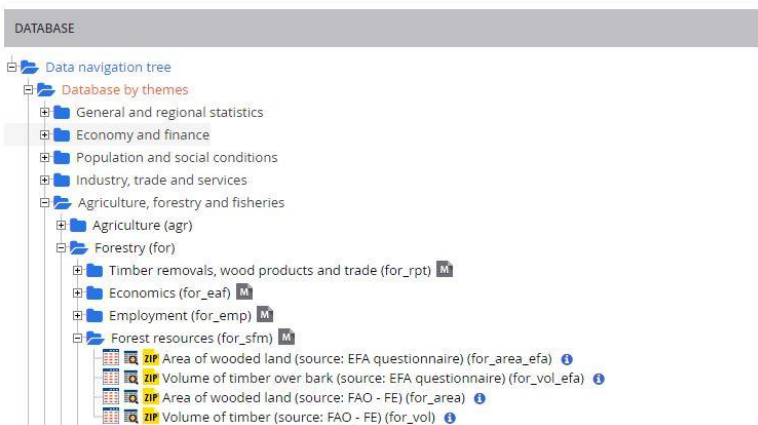 DATABASE
Data navigation tree
Database by themes
General and regional statistics
Economy and finance
Population and social conditions
Industry, trade and services
Agriculture, forestry and fisheries
Agriculture (agr)
Forestry (for)
Timber removals, wood products and trade (for_rpt) M
Economics (for_eaf) M
Employment (for_emp) M
Forest resources (for_sfm) M
ZIP Area of wooded land (source: EFA questionnaire) (for_area_efa) i
ZIP Volume of timber over bark (source: EFA questionnaire) (for_vol_efa) i
ZIP Area of wooded land (source: FAO - FE) (for_area) i
ZIP Volume of timber (source: FAO - FE) (for_vol) i